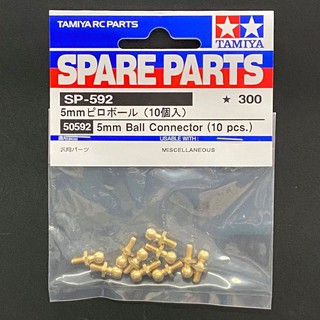 TAMIYA RC PARTS
TAMIYA
SPARE PARTS
SP-592
★ 300
5mmピロボール (10個入)
50592 5mm Ball Connector (10 pcs.)
USABLE WITH :
汎用パーツ
MISCELLANEOUS